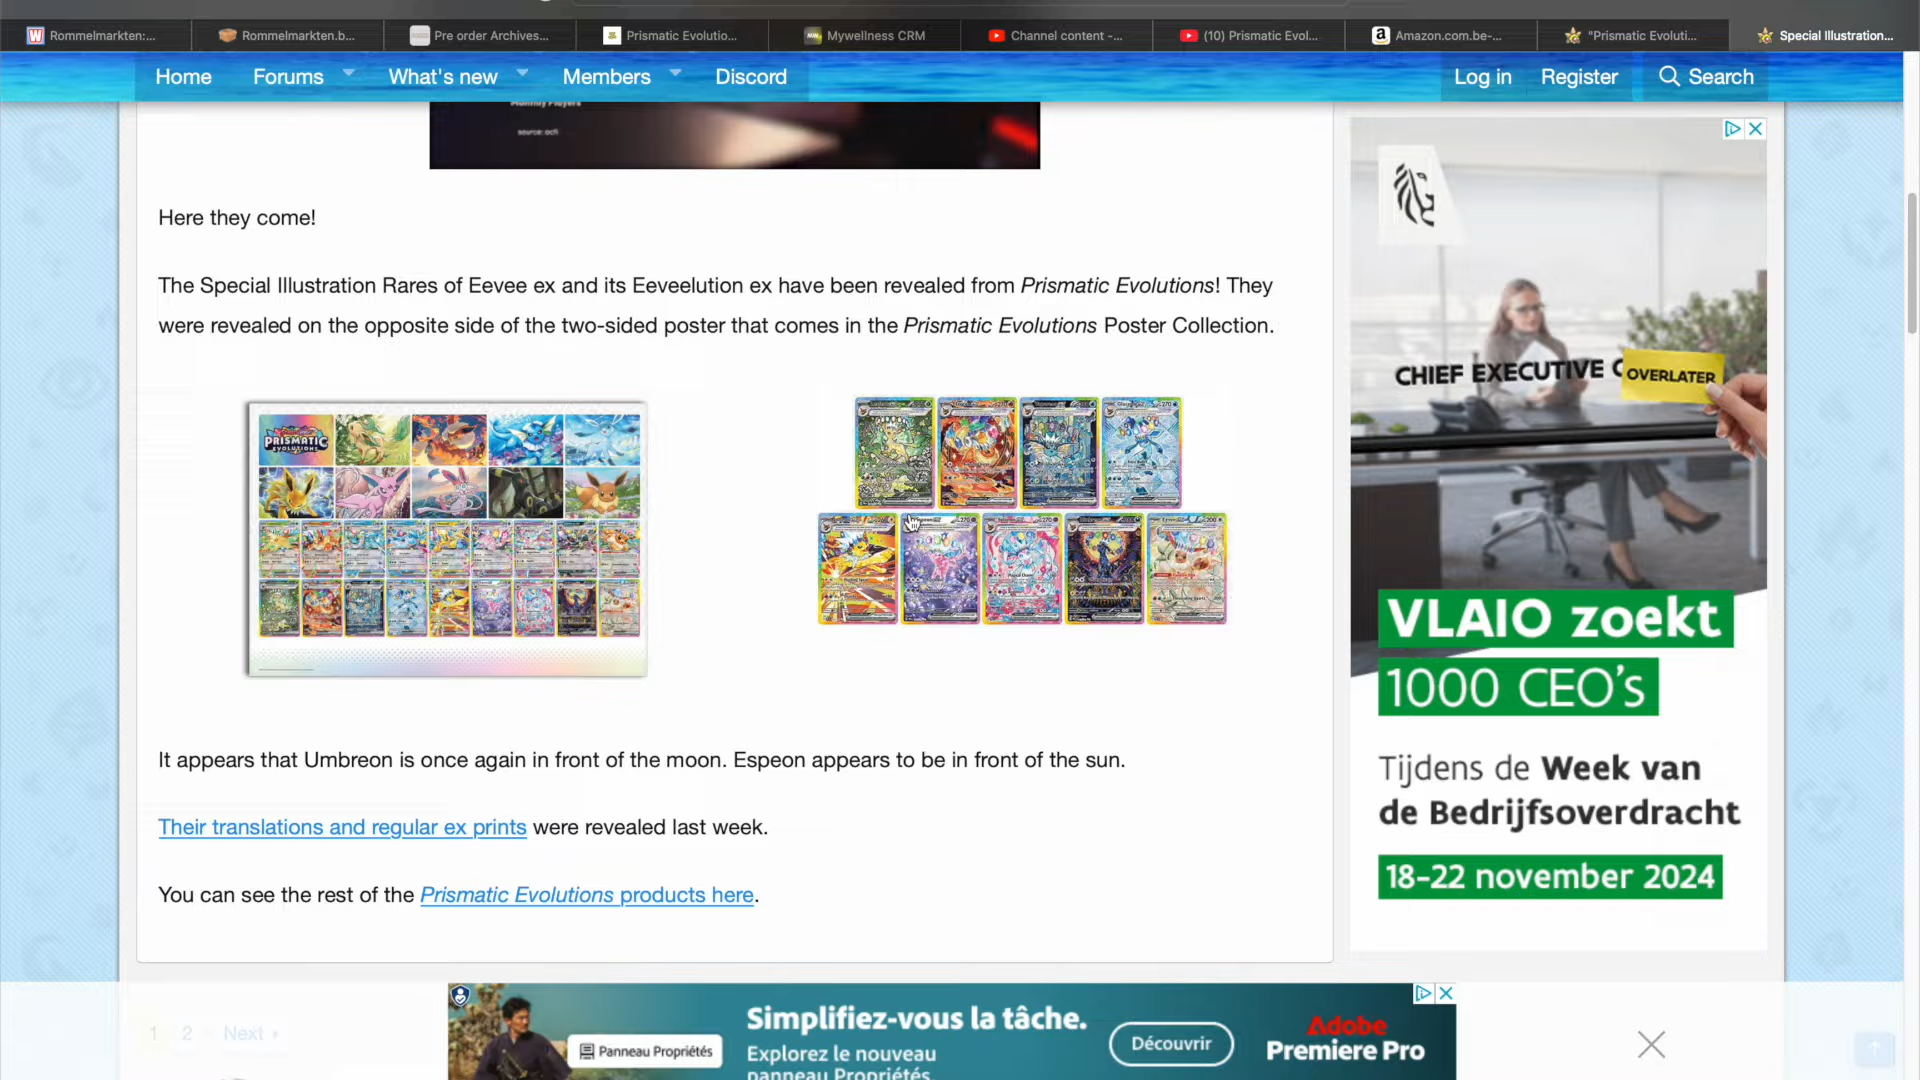 Rommelmarkten:...
Rommelmarkten.b...
Pre order Archives...
Prismatic Evolutio...
Mywellness CRM
Channel content -...
(10) Prismatic Evol...
Amazon.com.be-...
"Prismatic Evoluti...
Special Illustration...
Home
Forums
What's new
Members
Discord
Log in
Register
Search
Monthly Players
source: acti
Here they come!
The Special Illustration Rares of Eevee ex and its Eeveelution ex have been revealed from Prismatic Evolutions! They
were revealed on the opposite side of the two-sided poster that comes in the Prismatic Evolutions Poster Collection.
PRISMATIC
EVOLUTIONS
It appears that Umbreon is once again in front of the moon. Espeon appears to be in front of the sun.
Their translations and regular ex prints were revealed last week.
You can see the rest of the Prismatic Evolutions products here.
CHIEF EXECUTIVE
OVERLATER
VLAIO zoekt
1000 CEO's
Tijdens de Week van
de Bedrijfsoverdracht
18-22 november 2024
1 2 Next
Panneau Propriétés
Simplifiez-vous la tâche.
Explorez le nouveau
panneau Propriétés
Découvrir
Adobe
Premiere Pro